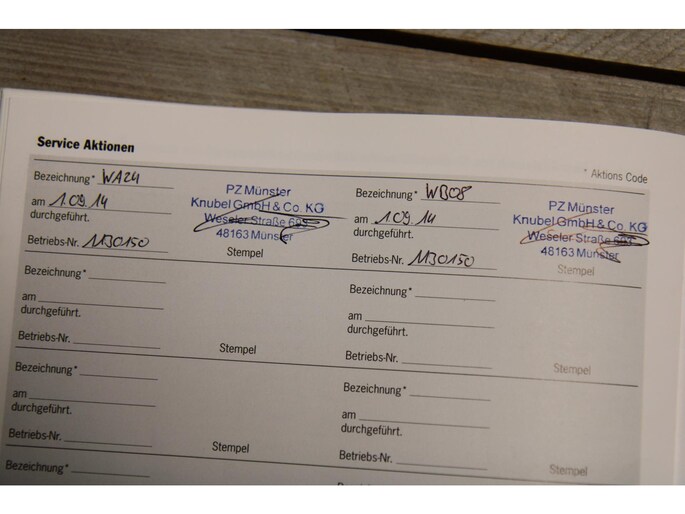 Service Aktionen
* Aktions Code
Bezeichnung* WA24
am 1.09.14
durchgeführt.
Betriebs-Nr. 1130150
PZ Münster
Knubel GmbH & Co. KG
Weseler Straße
48163 Münster
Stempel
Bezeichnung* WB08
am 1.09.14
durchgeführt.
Betriebs-Nr. 1130150
PZ Münster
Knubel GmbH & Co. KG
Weseler Straße
48163 Münster
Stempel
Bezeichnung*
am
durchgeführt.
Betriebs-Nr.
Stempel
Bezeichnung*
am
durchgeführt.
Betriebs-Nr.
Stempel
Bezeichnung*
am
durchgeführt.
Betriebs-Nr.
Stempel
Bezeichnung*
am
durchgeführt.
Betriebs-Nr.
Stempel
Bezeichnung*